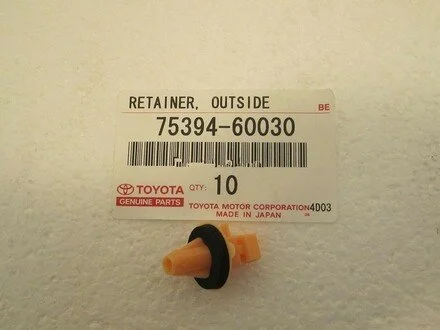 RETAINER, OUTSIDE
BE
75394-60030
TOYOTA QTY: 10
GENUINE PARTS
TOYOTA MOTOR CORPORATION 4D03
MADE IN JAPAN